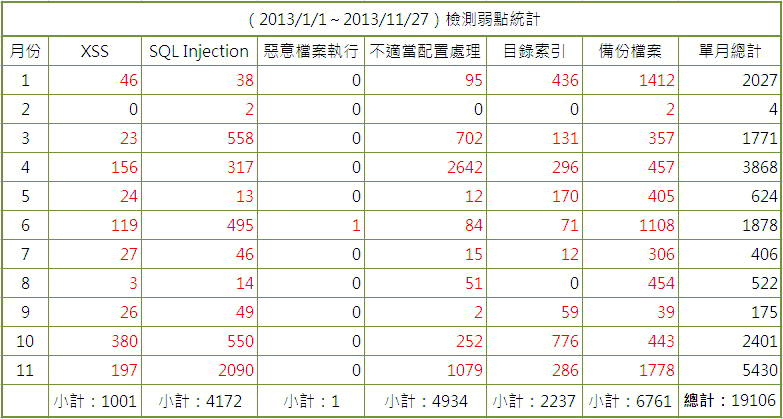 （2013/1/1～2013/11/27）檢測弱點統計
月份 XSS SQL Injection 惡意檔案執行 不適當配置處理 目錄索引 備份檔案 單月總計
1 46 38 0 95 436 1412 2027
2 0 2 0 0 0 2 4
3 23 558 0 702 131 357 1771
4 156 317 0 2642 296 457 3868
5 24 13 0 12 170 405 624
6 119 495 1 84 71 1108 1878
7 27 46 0 15 12 306 406
8 3 14 0 51 0 454 522
9 26 49 0 2 59 39 175
10 380 550 0 252 776 443 2401
11 197 2090 0 1079 286 1778 5430
小計：1001 小計：4172 小計：1 小計：4934 小計：2237 小計：6761 總計：19106